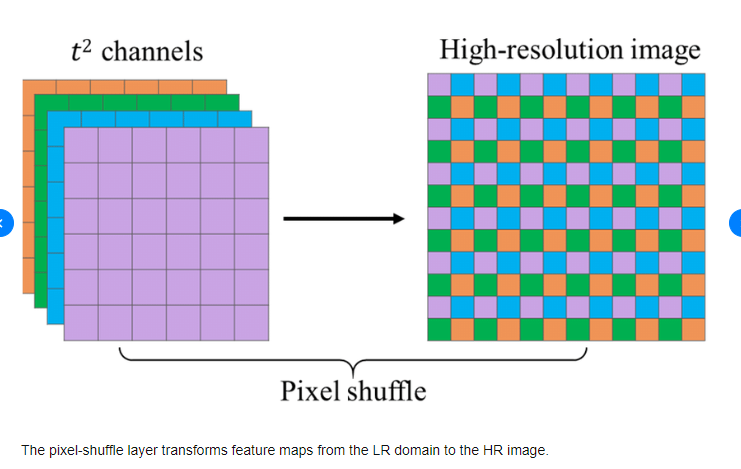 t² channels
High-resolution image
Pixel shuffle
The pixel-shuffle layer transforms feature maps from the LR domain to the HR image.